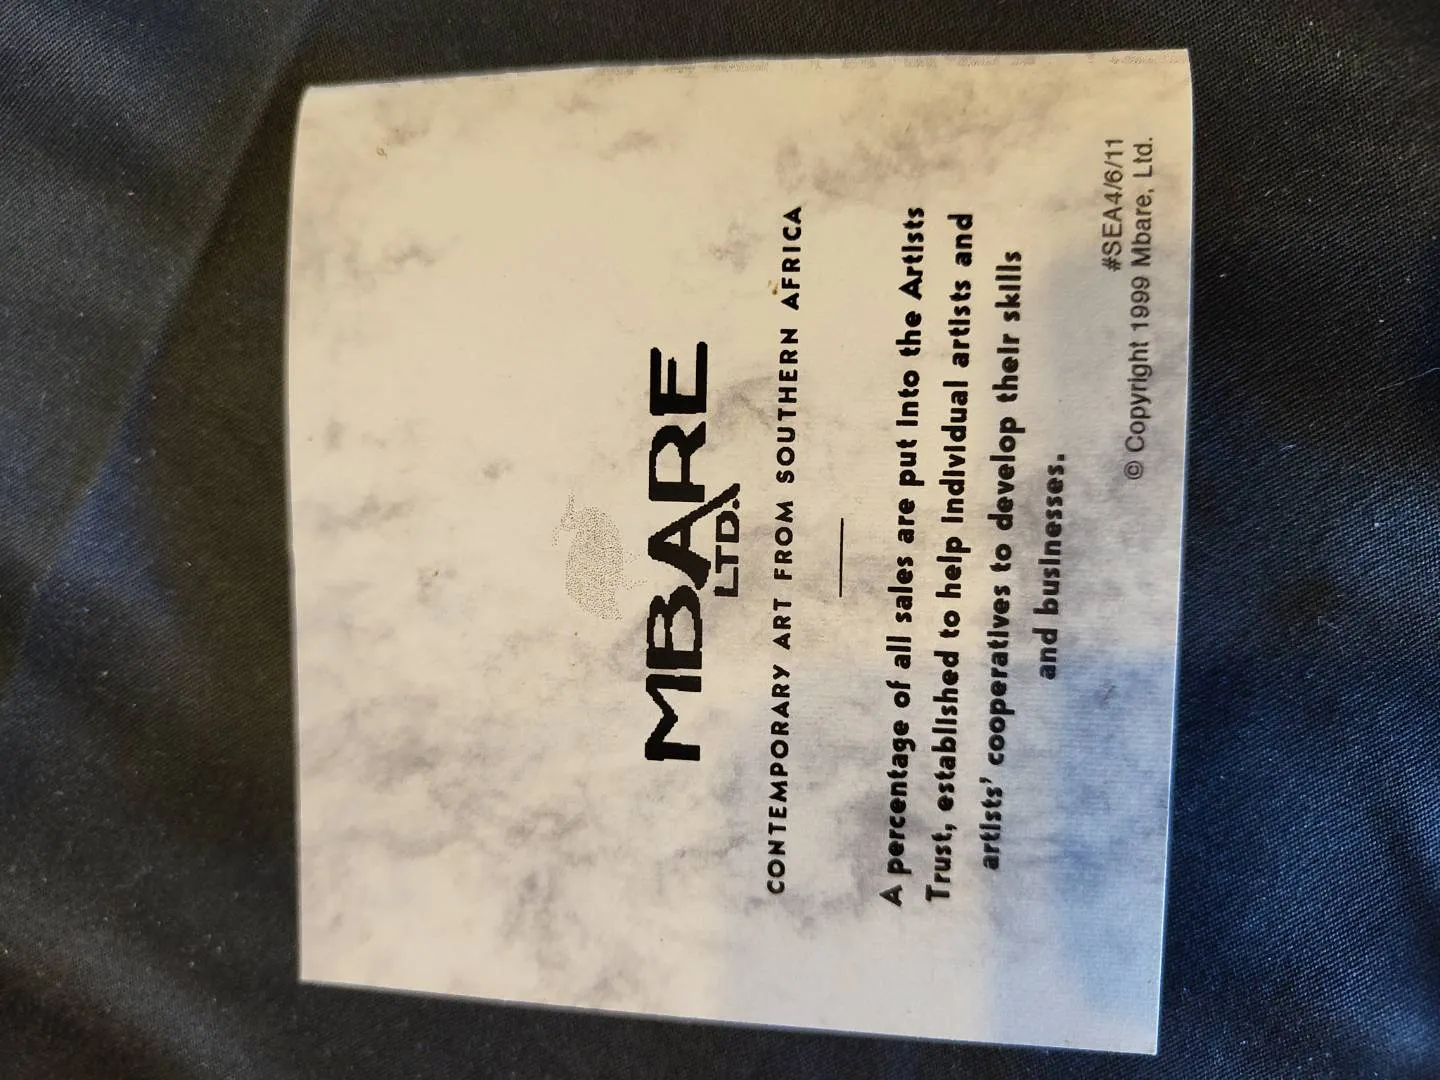 MBARE
LTD.
CONTEMPORARY ART FROM SOUTHERN AFRICA
A percentage of all sales are put into the Artists
Trust, established to help individual artists and
artists' cooperatives to develop their skills
and businesses.
#SEA4/6/11
© Copyright 1999 Mbare, Ltd.